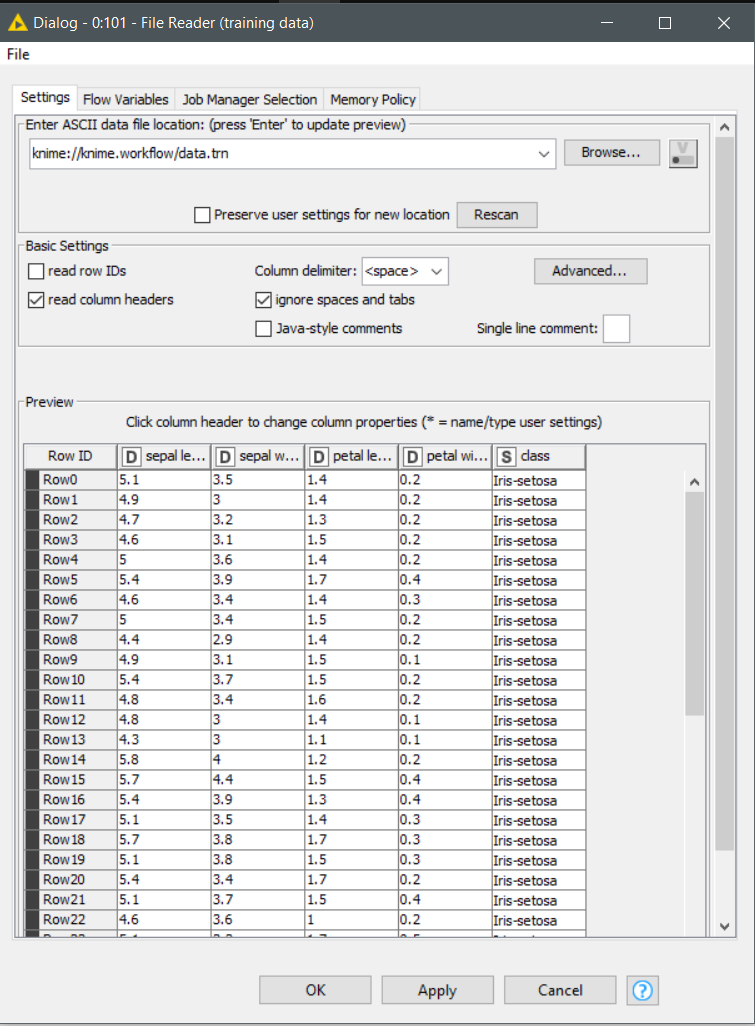 Dialog - 0:101 - File Reader (training data)
File
Settings Flow Variables Job Manager Selection Memory Policy
Enter ASCII data file location: (press 'Enter' to update preview)
knime://knime.workflow/data.trn Browse... V
Preserve user settings for new location Rescan
Basic Settings
read row IDs Column delimiter: <space> Advanced...
read column headers ignore spaces and tabs
Java-style comments Single line comment:
Preview
Click column header to change column properties (* = name/type user settings)
Row ID D sepal le... D sepal w... D petal le... D petal wi... S class
Row0 5.1 3.5 1.4 0.2 Iris-setosa
Row1 4.9 3 1.4 0.2 Iris-setosa
Row2 4.7 3.2 1.3 0.2 Iris-setosa
Row3 4.6 3.1 1.5 0.2 Iris-setosa
Row4 5 3.6 1.4 0.2 Iris-setosa
Row5 5.4 3.9 1.7 0.4 Iris-setosa
Row6 4.6 3.4 1.4 0.3 Iris-setosa
Row7 5 3.4 1.5 0.2 Iris-setosa
Row8 4.4 2.9 1.4 0.2 Iris-setosa
Row9 4.9 3.1 1.5 0.1 Iris-setosa
Row10 5.4 3.7 1.5 0.2 Iris-setosa
Row11 4.8 3.4 1.6 0.2 Iris-setosa
Row12 4.8 3 1.4 0.1 Iris-setosa
Row13 4.3 3 1.1 0.1 Iris-setosa
Row14 5.8 4 1.2 0.2 Iris-setosa
Row15 5.7 4.4 1.5 0.4 Iris-setosa
Row16 5.4 3.9 1.3 0.4 Iris-setosa
Row17 5.1 3.5 1.4 0.3 Iris-setosa
Row18 5.7 3.8 1.7 0.3 Iris-setosa
Row19 5.1 3.8 1.5 0.3 Iris-setosa
Row20 5.4 3.4 1.7 0.2 Iris-setosa
Row21 5.1 3.7 1.5 0.4 Iris-setosa
Row22 4.6 3.6 1 0.2 Iris-setosa
OK Apply Cancel ?